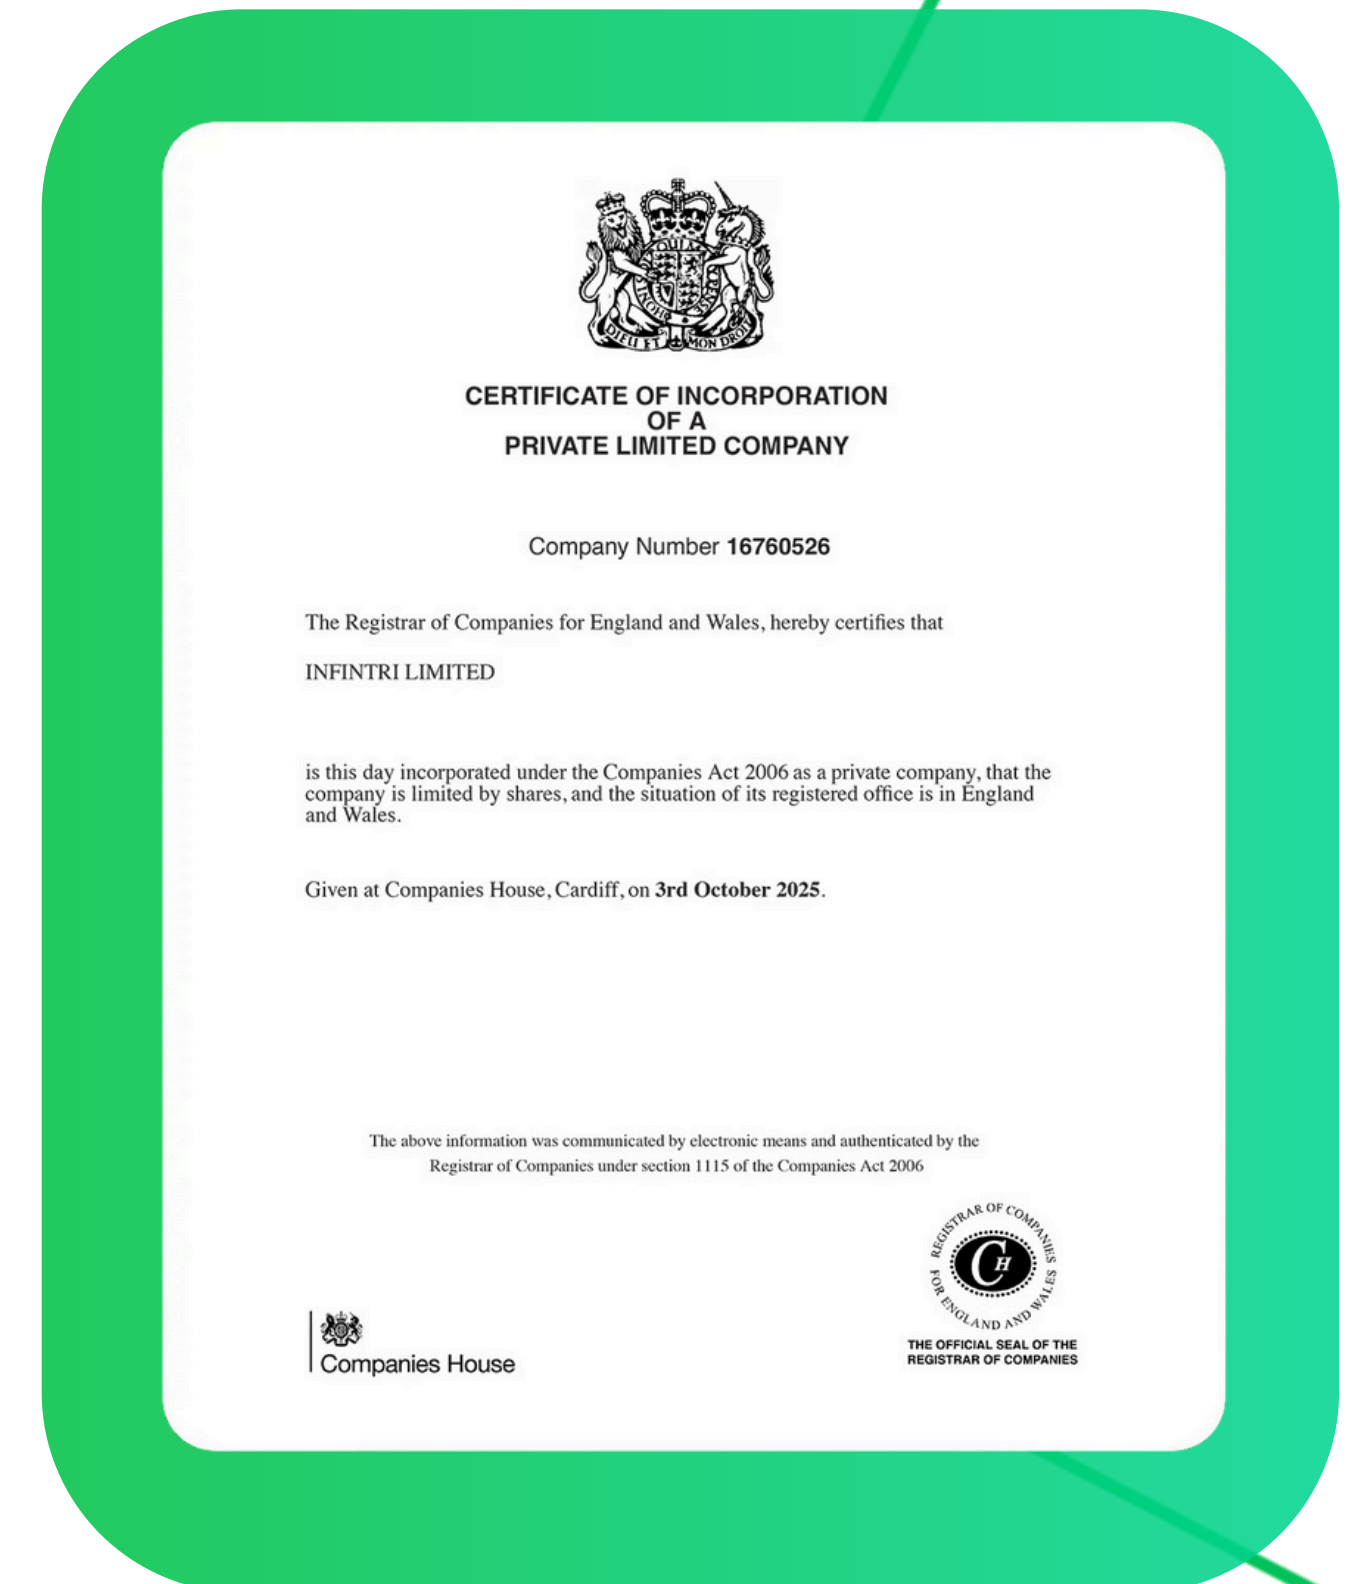 QUI M
HONI
DIEU ET MON DROIT
CERTIFICATE OF INCORPORATION
OF A
PRIVATE LIMITED COMPANY
Company Number 16760526
The Registrar of Companies for England and Wales, hereby certifies that
INFINTRI LIMITED
is this day incorporated under the Companies Act 2006 as a private company, that the
company is limited by shares, and the situation of its registered office is in England
and Wales.
Given at Companies House, Cardiff, on 3rd October 2025.
The above information was communicated by electronic means and authenticated by the
Registrar of Companies under section 1115 of the Companies Act 2006
REGISTRAR OF COMPANIES
FOR ENGLAND AND WALES
CH
THE OFFICIAL SEAL OF THE
REGISTRAR OF COMPANIES
Companies House